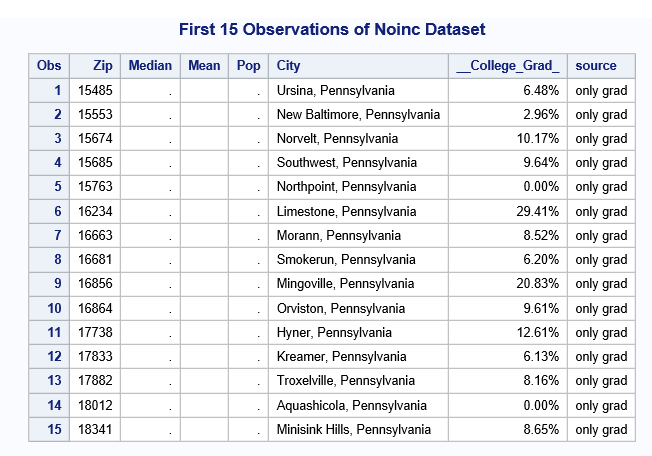 First 15 Observations of Noinc Dataset
Obs Zip Median Mean Pop City __College_Grad_ source
1 15485 . . Ursina, Pennsylvania 6.48% only grad
2 15553 . . New Baltimore, Pennsylvania 2.96% only grad
3 15674 . . Norvelt, Pennsylvania 10.17% only grad
4 15685 . . Southwest, Pennsylvania 9.64% only grad
5 15763 . . Northpoint, Pennsylvania 0.00% only grad
6 16234 . . Limestone, Pennsylvania 29.41% only grad
7 16663 . . Morann, Pennsylvania 8.52% only grad
8 16681 . . Smokerun, Pennsylvania 6.20% only grad
9 16856 . . Mingoville, Pennsylvania 20.83% only grad
10 16864 . . Orviston, Pennsylvania 9.61% only grad
11 17738 . . Hyner, Pennsylvania 12.61% only grad
12 17833 . . Kreamer, Pennsylvania 6.13% only grad
13 17882 . . Troxelville, Pennsylvania 8.16% only grad
14 18012 . . Aquashicola, Pennsylvania 0.00% only grad
15 18341 . . Minisink Hills, Pennsylvania 8.65% only grad